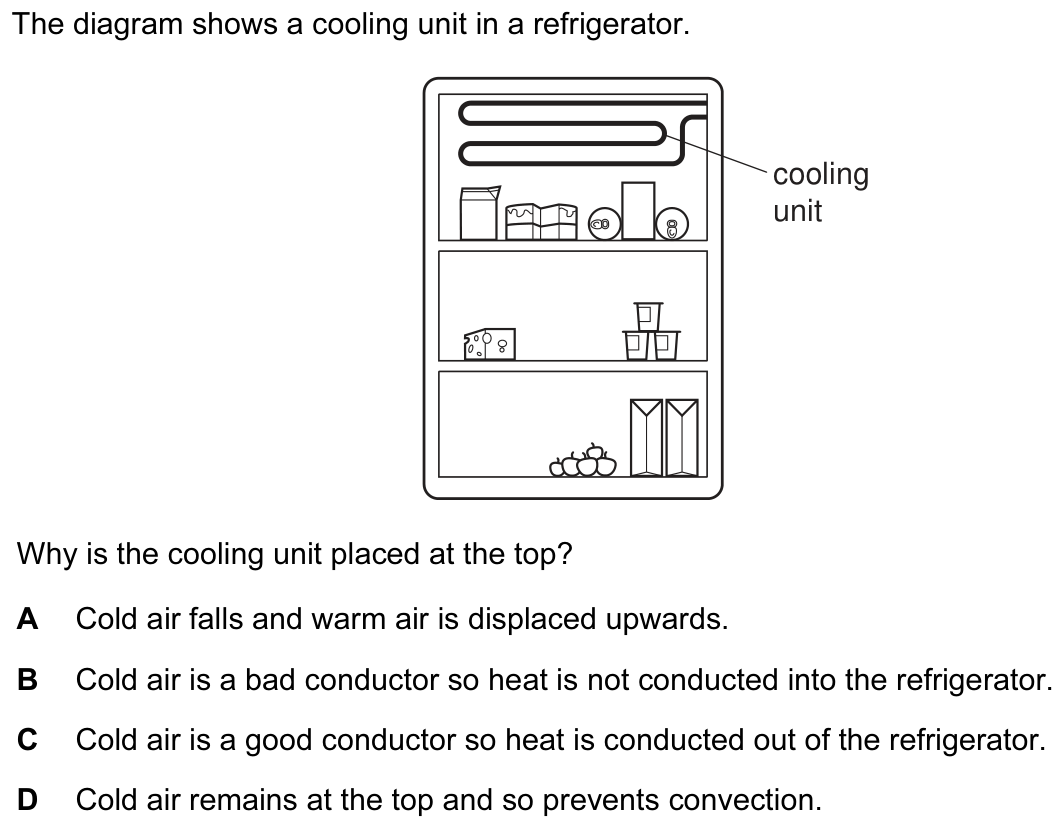 The diagram shows a cooling unit in a refrigerator.
cooling
unit
Why is the cooling unit placed at the top?
A Cold air falls and warm air is displaced upwards.
B Cold air is a bad conductor so heat is not conducted into the refrigerator.
C Cold air is a good conductor so heat is conducted out of the refrigerator.
D Cold air remains at the top and so prevents convection.